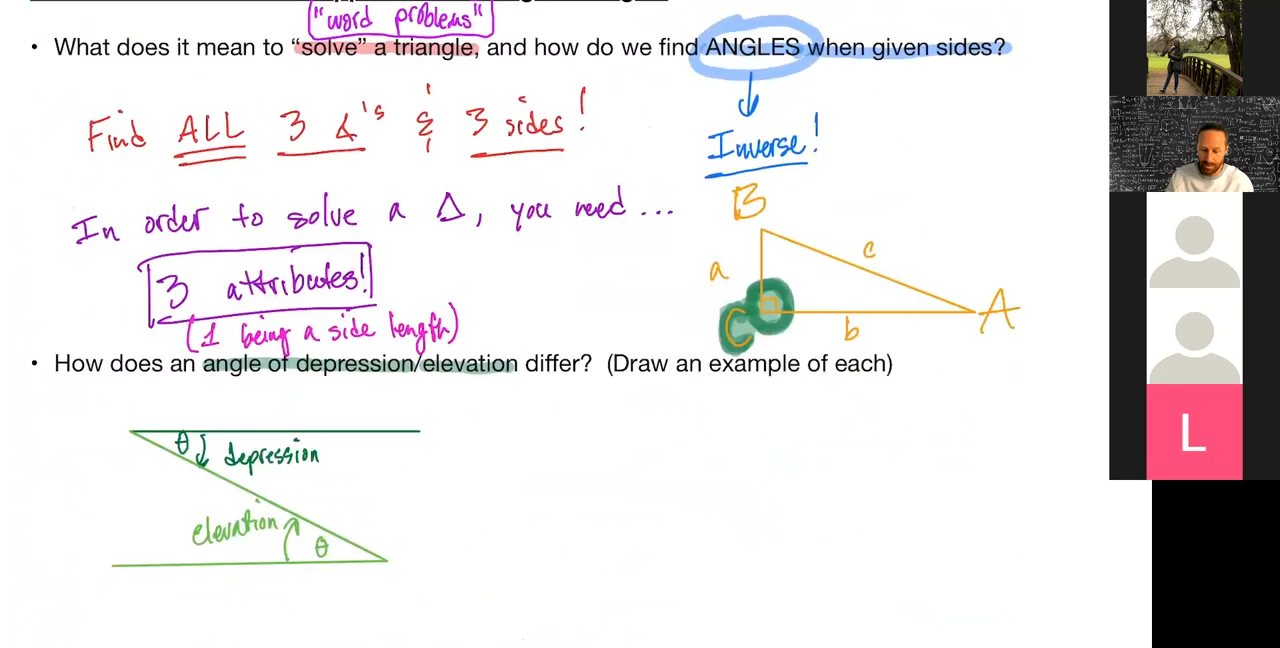 "word problems"
• What does it mean to “solve” a triangle, and how do we find ANGLES when given sides?
Find ALL 3 ∡'s & 3 sides!
Inverse!
In order to solve a Δ, you need...
3 attributes!
(1 being a side length)
B
a
c
C
b
A
• How does an angle of depression/elevation differ? (Draw an example of each)
θ depression
elevation θ
L